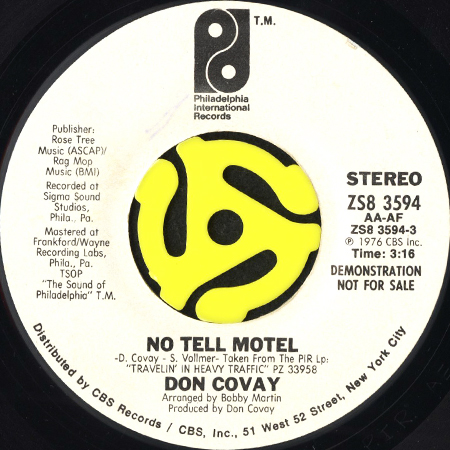 T.M.
Philadelphia
International
Records
Publisher:
Rose Tree
Music (ASCAP)/
Rag Mop
Music (BMI)
Recorded at
Sigma Sound
Studios,
Phila., Pa.
Mastered at
Frankford/Wayne
Recording Labs,
Phila., Pa.
TSOP
"The Sound of
Philadelphia" T.M.
STEREO
ZS8 3594
AA-AF
ZS8 3594-3
℗ 1976 CBS Inc.
Time: 3:16
DEMONSTRATION
NOT FOR SALE
NO TELL MOTEL
-D. Covay - S. Vollmer- Taken From The PIR Lp:
"TRAVELIN' IN HEAVY TRAFFIC" PZ 33958
DON COVAY
Arranged by Bobby Martin
Produced by Don Covay
Distributed by CBS Records / CBS, Inc., 51 West 52 Street, New York City